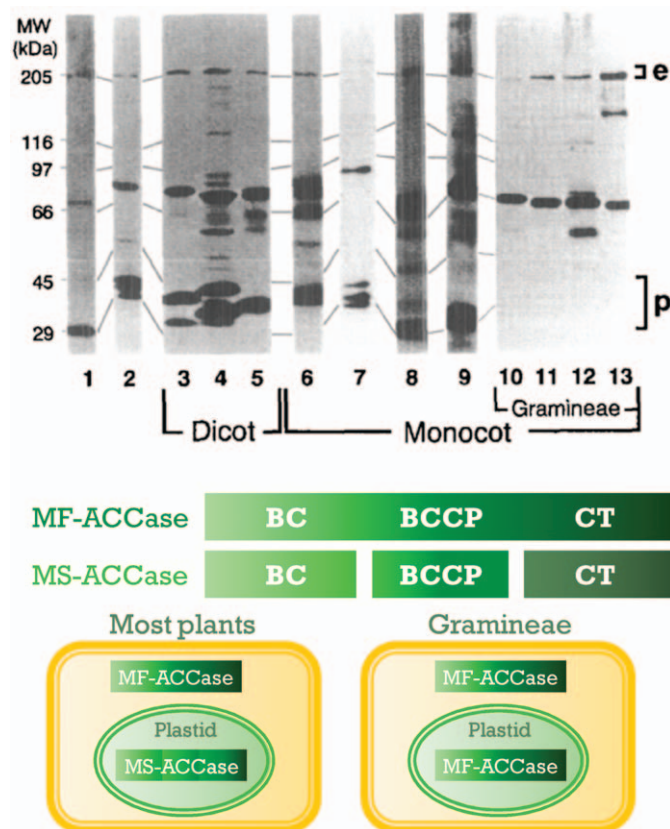 MW
(kDa)
205
116
97
66
45
29
e
p
1 2 3 4 5 6 7 8 9 10 11 12 13
Gramineae
Dicot
Monocot
MF-ACCase BC BCCP CT
MS-ACCase BC BCCP CT
Most plants Gramineae
MF-ACCase MF-ACCase
Plastid Plastid
MS-ACCase MF-ACCase